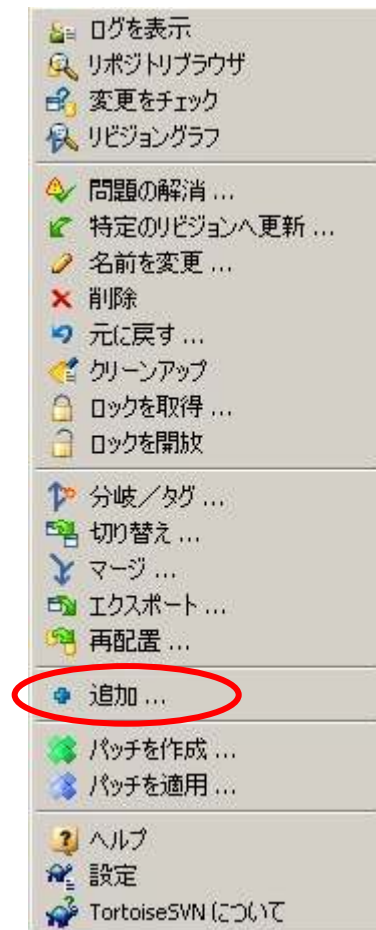 ログを表示
リポジトリブラウザ
変更をチェック
リビジョングラフ
問題の解消 ...
特定のリビジョンへ更新 ...
名前を変更 ...
削除
元に戻す ...
クリーンアップ
ロックを取得 ...
ロックを開放
分岐／タグ ...
切り替え ...
マージ ...
エクスポート ...
再配置 ...
追加 ...
パッチを作成 ...
パッチを適用 ...
ヘルプ
設定
TortoiseSVN について